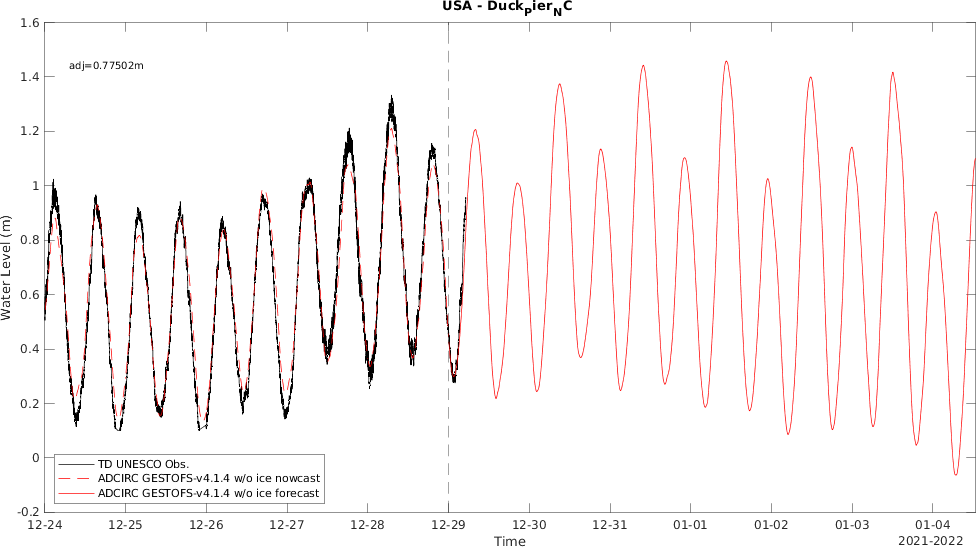 USA - Duck_Pier_NC
1.6
adj=0.77502m
1.4
1.2
1
0.8
0.6
0.4
0.2
0
-0.2
Water Level (m)
TD UNESCO Obs.
ADCIRC GESTOFS-v4.1.4 w/o ice nowcast
ADCIRC GESTOFS-v4.1.4 w/o ice forecast
12-24 12-25 12-26 12-27 12-28 12-29 12-30 12-31 01-01 01-02 01-03 01-04
Time
2021-2022